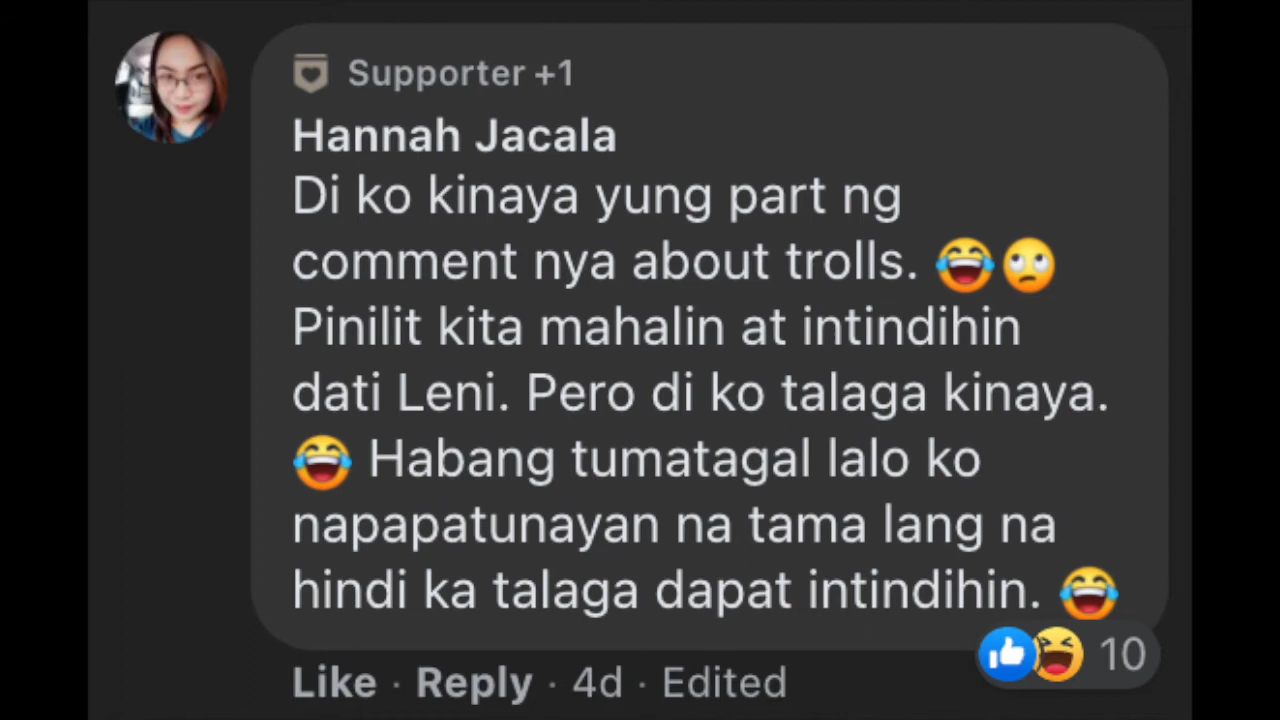 Supporter +1
Hannah Jacala
Di ko kinaya yung part ng
comment nya about trolls. 😂🙄
Pinilit kita mahalin at intindihin
dati Leni. Pero di ko talaga kinaya.
😂 Habang tumatagal lalo ko
napapatunayan na tama lang na
hindi ka talaga dapat intindihin. 😂
10
Like · Reply · 4d · Edited